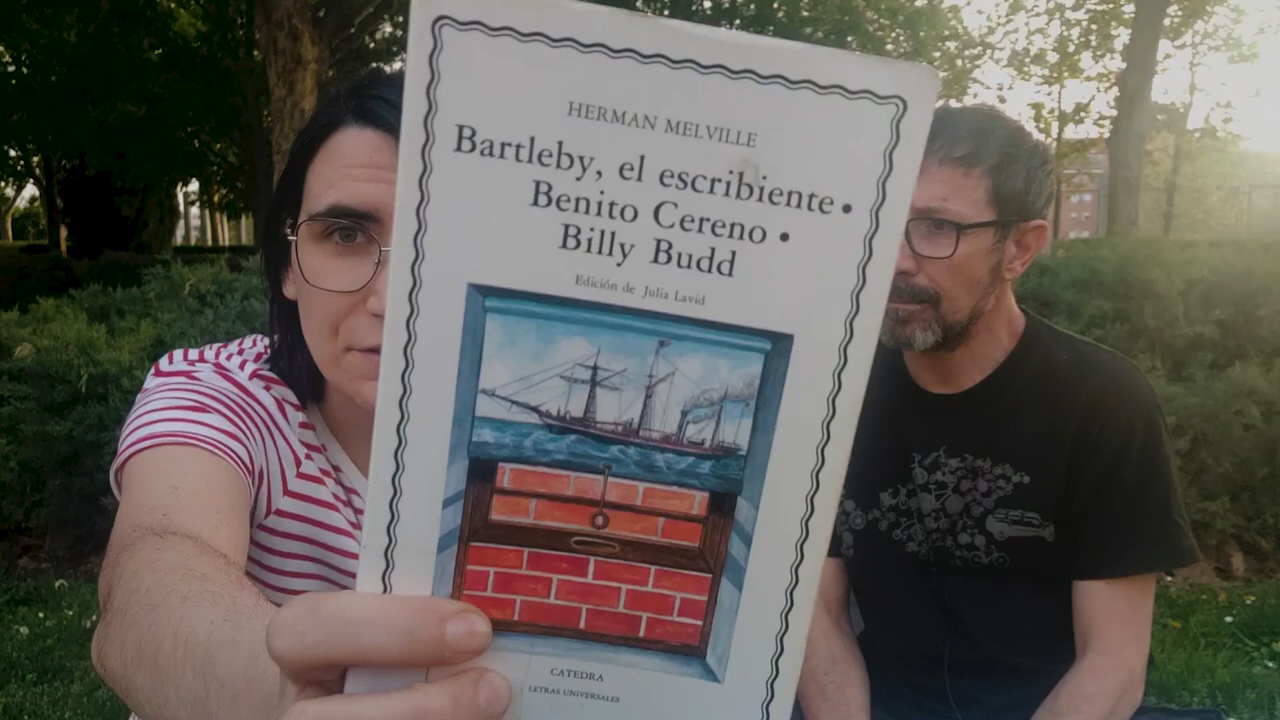 HERMAN MELVILLE
Bartleby, el escribiente •
Benito Cereno •
Billy Budd
Edición de Julia Lavid
CATEDRA
LETRAS UNIVERSALES